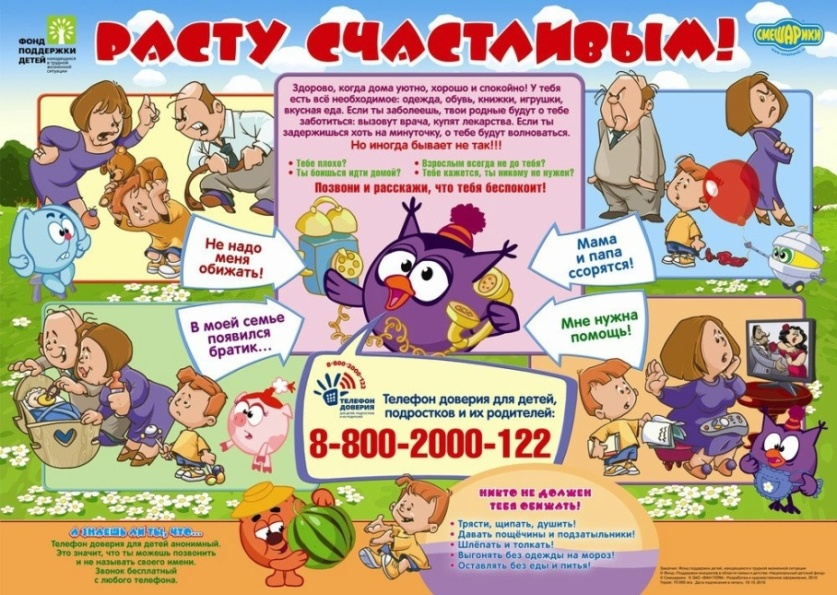 ФОНД
ПОДДЕРЖКИ
ДЕТЕЙ, находящихся
в трудной
жизненной
ситуации
РАСТУ СЧАСТЛИВЫМ!
СМЕШАРИКИ
Здорово, когда дома уютно, хорошо и спокойно! У тебя
есть всё необходимое: одежда, обувь, книжки, игрушки,
вкусная еда. Если ты заболеешь, твои родные будут о тебе
заботиться: вызовут врача, купят лекарства. Если ты
задержишься хоть на минуточку, о тебе будут волноваться.
Но иногда бывает не так!!!
• Тебе плохо?
• Ты боишься идти домой?
• Взрослым всегда не до тебя?
• Тебе кажется, ты никому не нужен?
Позвони и расскажи, что тебя беспокоит!
Не надо
меня
обижать!
Мама
и папа
ссорятся!
В моей семье
появился
братик...
Мне нужна
помощь!
8-800-2000-122
ТЕЛЕФОН
ДОВЕРИЯ
Телефон доверия для детей,
подростков и их родителей:
8-800-2000-122
А ЗНАЕШЬ ЛИ ТЫ, ЧТО...
Телефон доверия для детей анонимный.
Это значит, что ты можешь позвонить
и не называть своего имени.
Звонок бесплатный
с любого телефона.
НИКТО НЕ ДОЛЖЕН
ТЕБЯ ОБИЖАТЬ!
• Трясти, щипать, душить!
• Давать пощёчины и подзатыльники!
• Шлёпать и толкать!
• Выгонять без одежды на мороз!
• Оставлять без еды и питья!